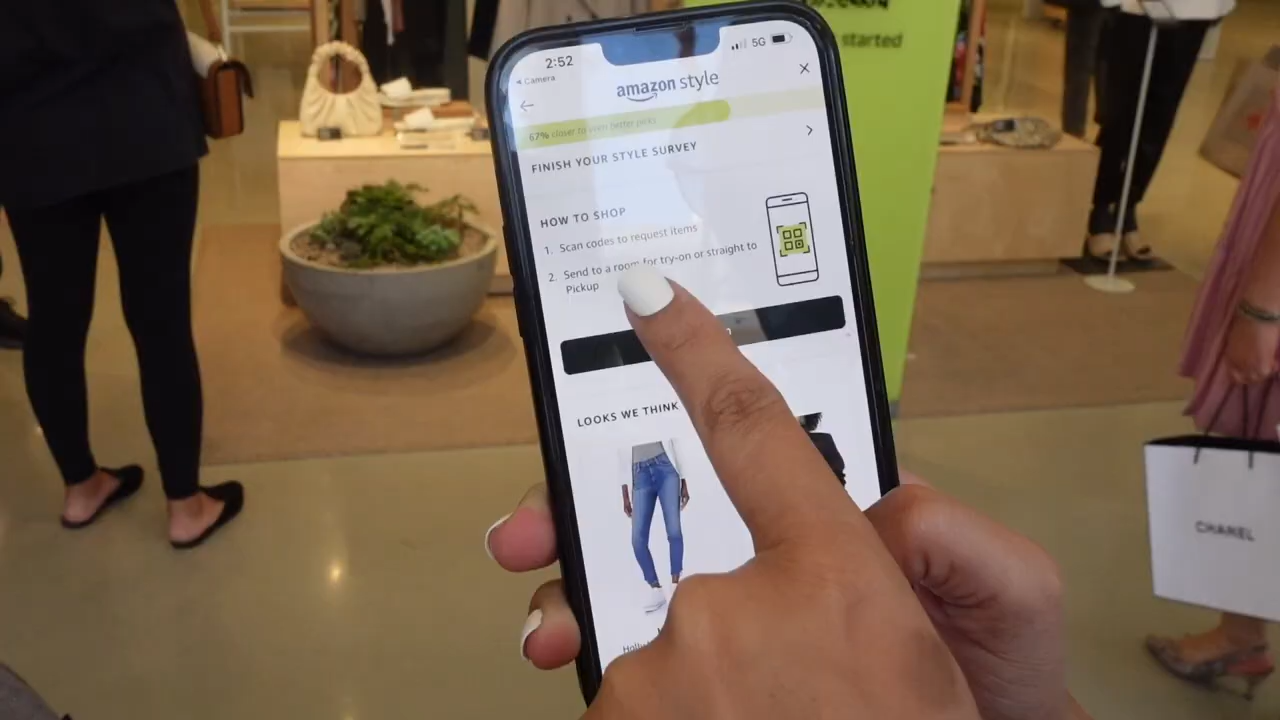 started
2:52
5G
Camera
amazon style
67% closer to even better picks
FINISH YOUR STYLE SURVEY
HOW TO SHOP
1. Scan codes to request items
2. Send to a room for try-on or straight to
Pickup
LOOKS WE THINK
CHANEL